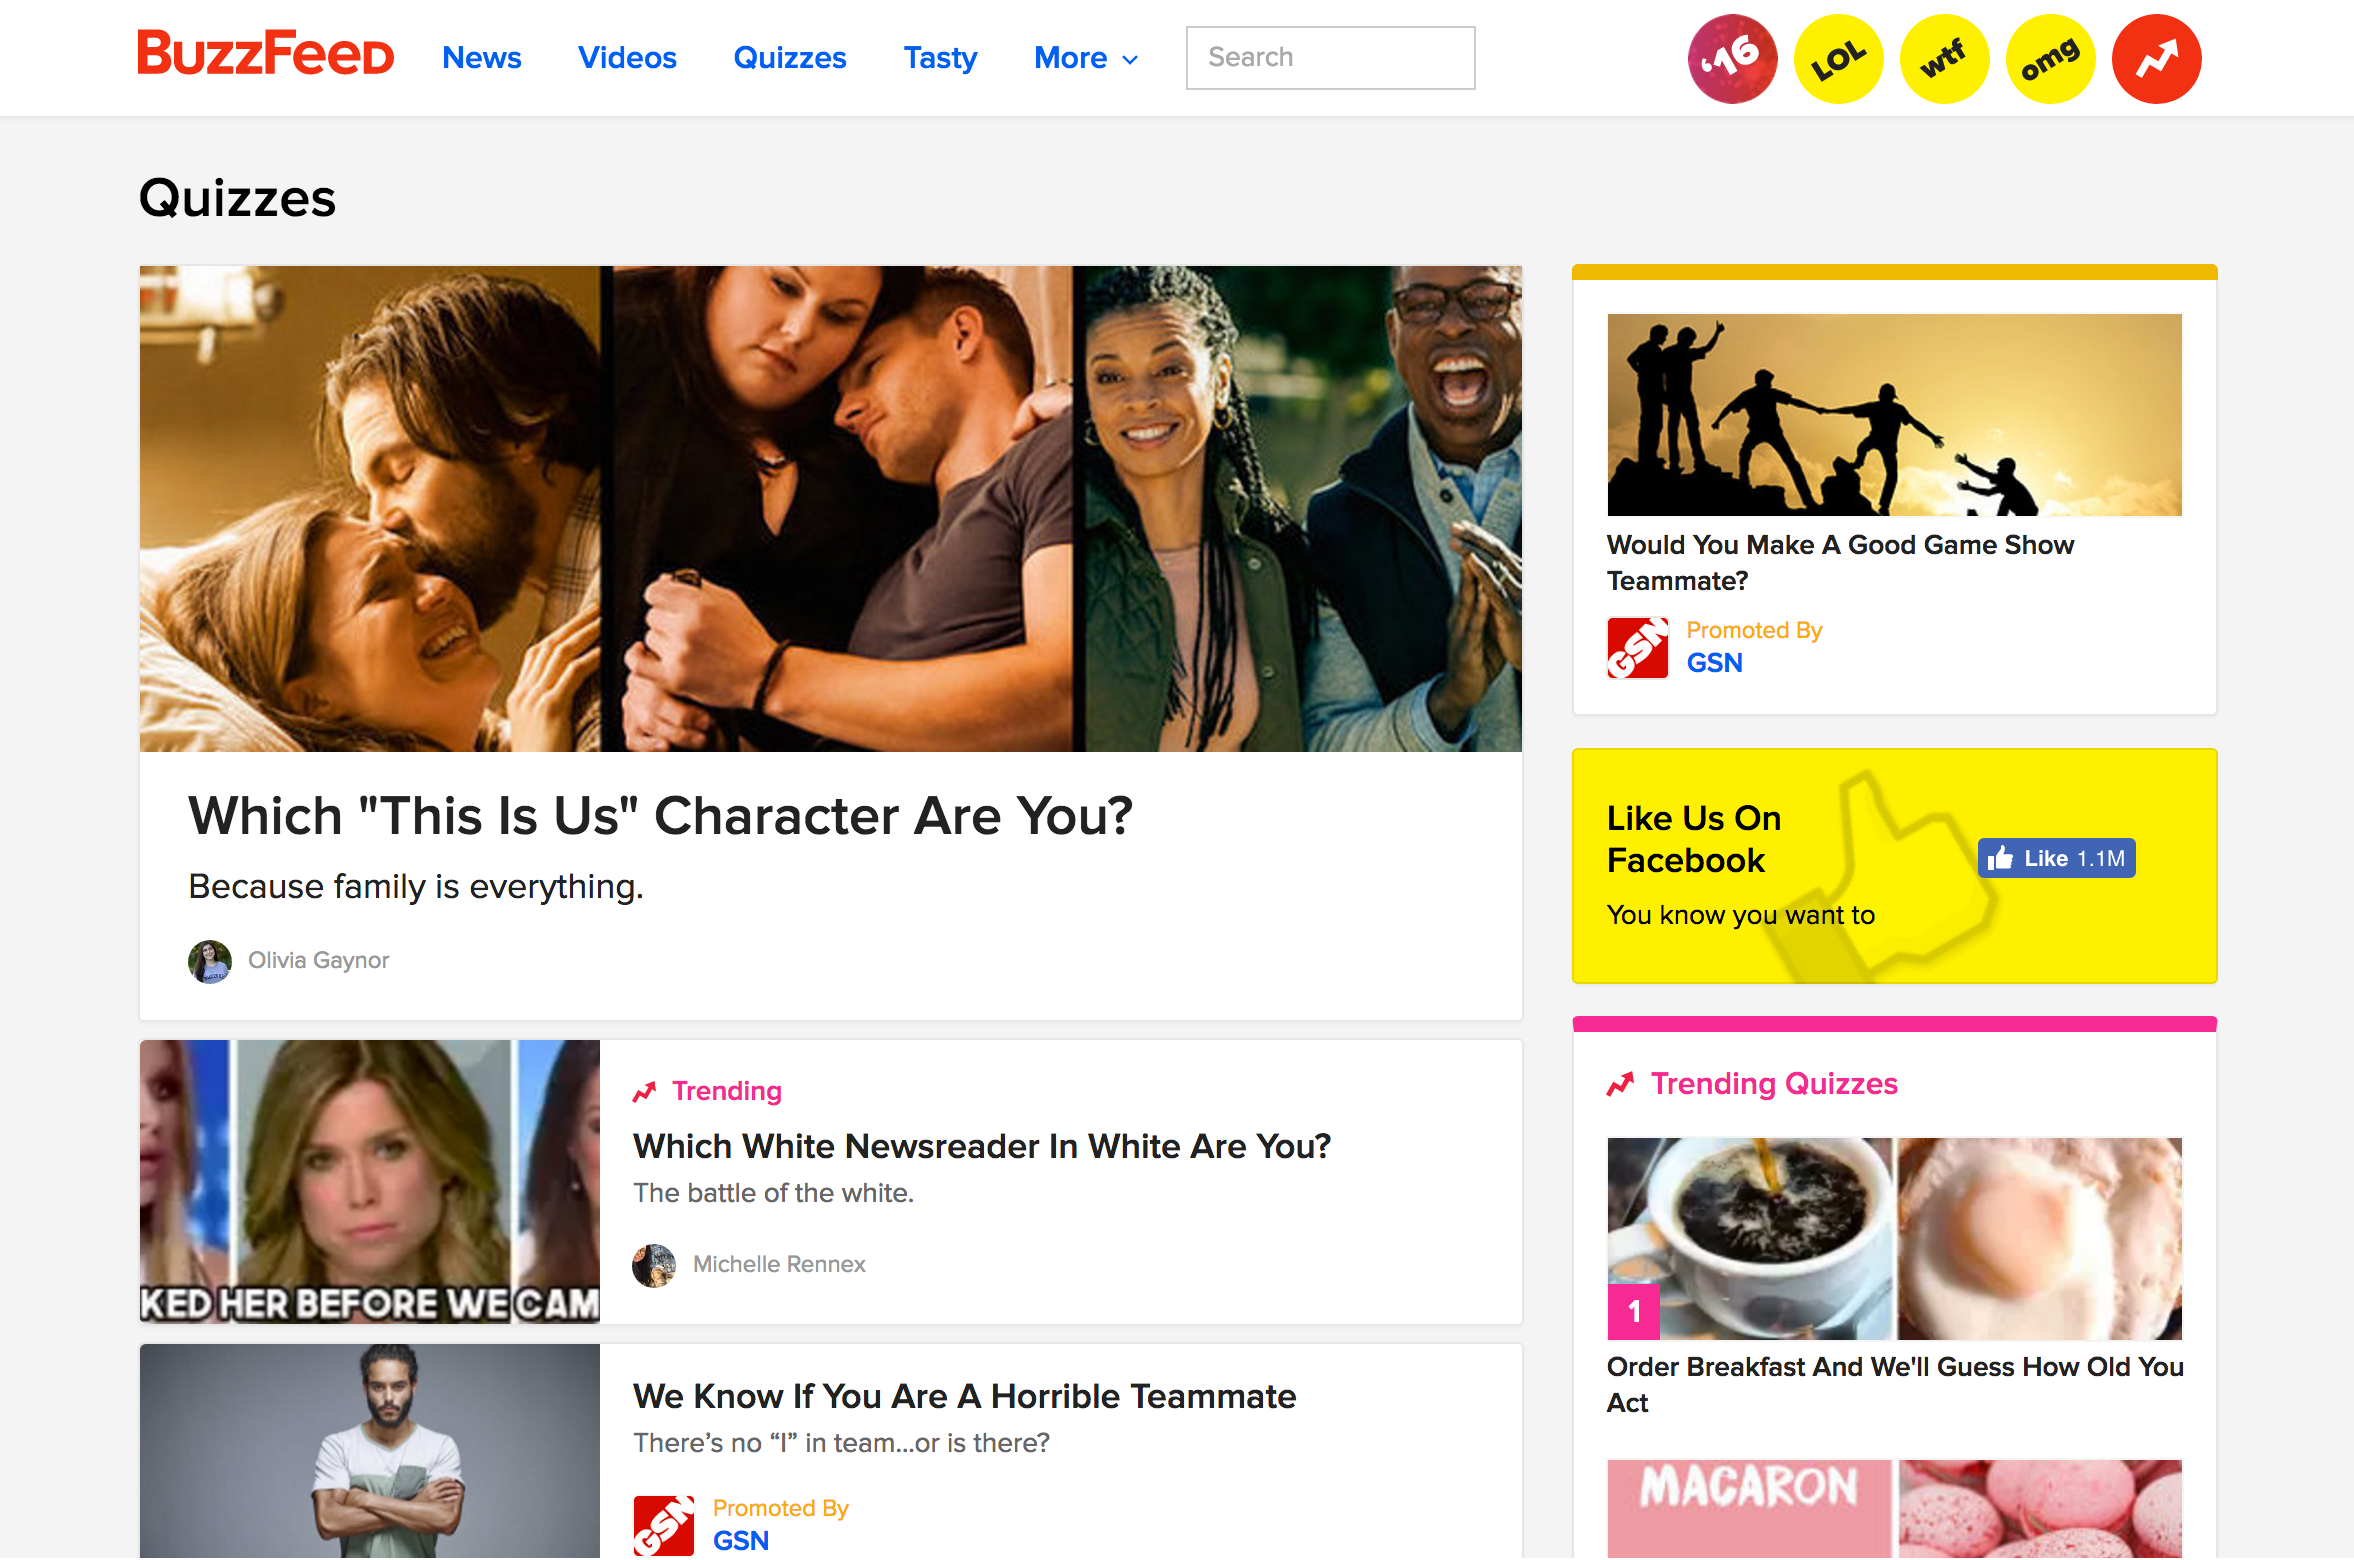 BuzzFeed
News
Videos
Quizzes
Tasty
More
Search
‘16
LOL
wtf
omg
Quizzes
Which "This Is Us" Character Are You?
Because family is everything.
Olivia Gaynor
KED HER BEFORE WE CAM
Trending
Which White Newsreader In White Are You?
The battle of the white.
Michelle Rennex
We Know If You Are A Horrible Teammate
There’s no “I” in team...or is there?
GSN
Promoted By
GSN
Would You Make A Good Game Show
Teammate?
GSN
Promoted By
GSN
Like Us On
Facebook
You know you want to
Like 1.1M
Trending Quizzes
1
Order Breakfast And We'll Guess How Old You
Act
MACARON